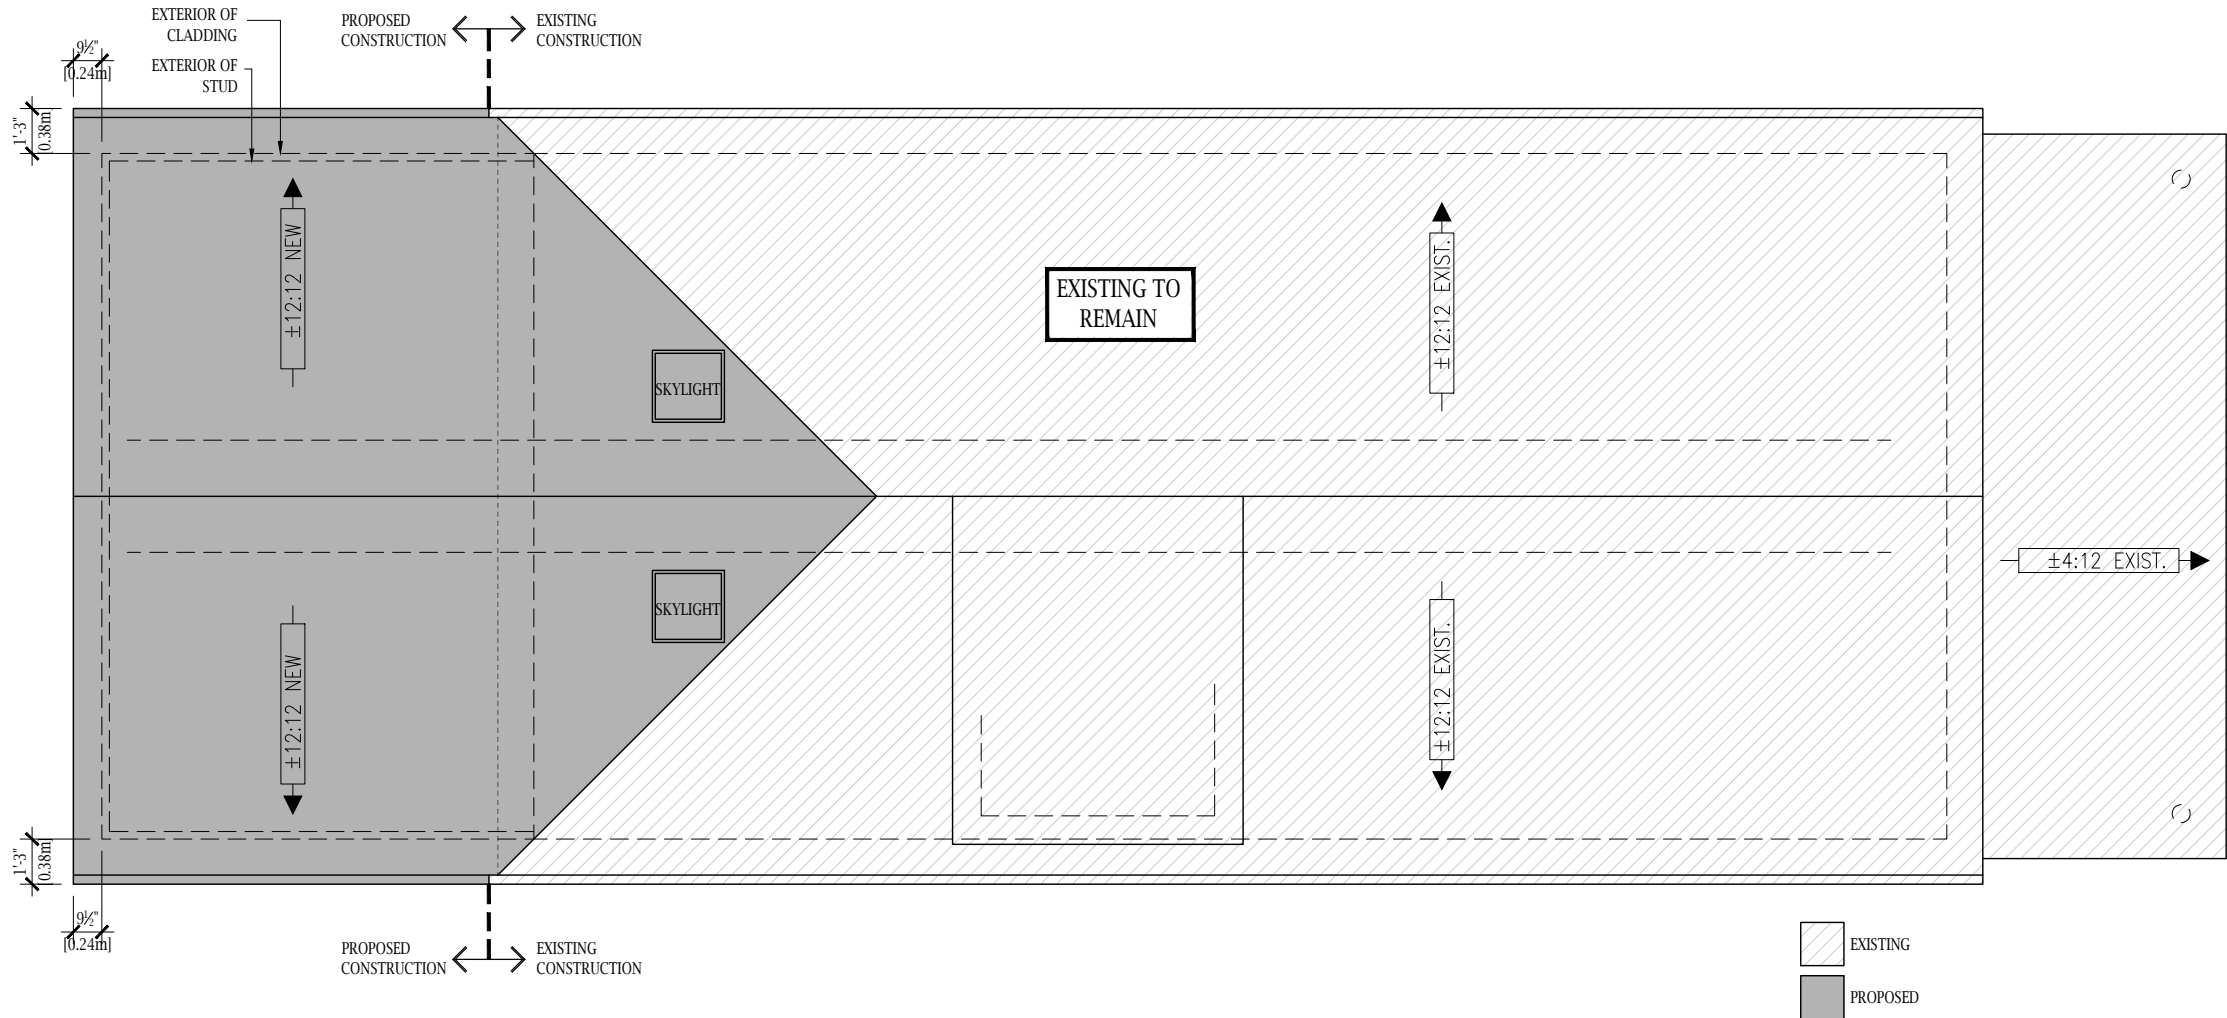 EXTERIOR OF
CLADDING
PROPOSED
CONSTRUCTION
EXISTING
CONSTRUCTION
9½"
[0.24m]
EXTERIOR OF
STUD
1'-3"
[0.38m]
±12:12 NEW
±12:12 EXIST.
EXISTING TO
REMAIN
SKYLIGHT
±4:12 EXIST.
SKYLIGHT
±12:12 NEW
±12:12 EXIST.
1'-3"
[0.38m]
9½"
[0.24m]
PROPOSED
CONSTRUCTION
EXISTING
CONSTRUCTION
EXISTING
PROPOSED